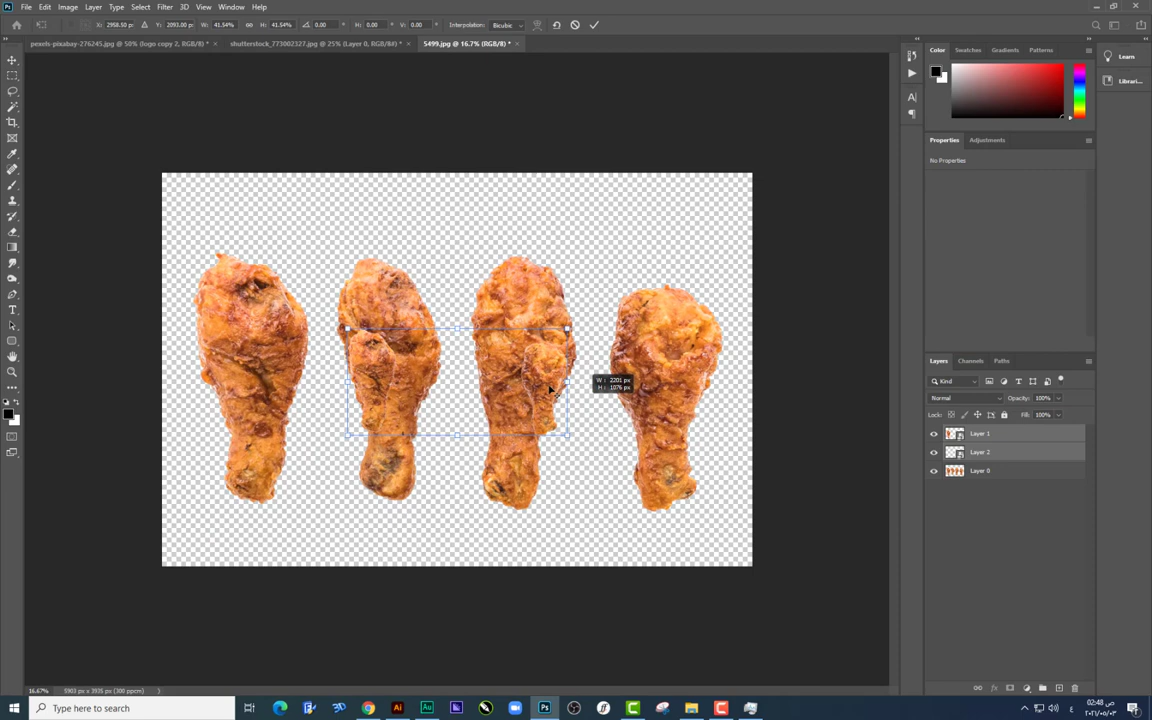 File Edit Image Layer Type Select Filter 3D View Window Help
X: 2958.50 px Y: 2093.00 px W: 41.54% H: 41.54% 0.00 ° H: 0.00 ° V: 0.00 ° Interpolation: Bicubic
pexels-pixabay-276245.jpg @ 50% (logo copy 2, RGB/8) * × shutterstock_773002327.jpg @ 25% (Layer 0, RGB/8#) * × 5499.jpg @ 16.7% (RGB/8) * ×
Color Swatches Gradients Patterns
Learn
Librari...
Properties Adjustments
No Properties
W: 2201 px
H: 1076 px
Layers Channels Paths
Kind
Normal Opacity: 100%
Lock: Fill: 100%
Layer 1
Layer 2
Layer 0
16.67% 5903 px x 3935 px (300 ppcm)
Type here to search
ع
02:48 ص